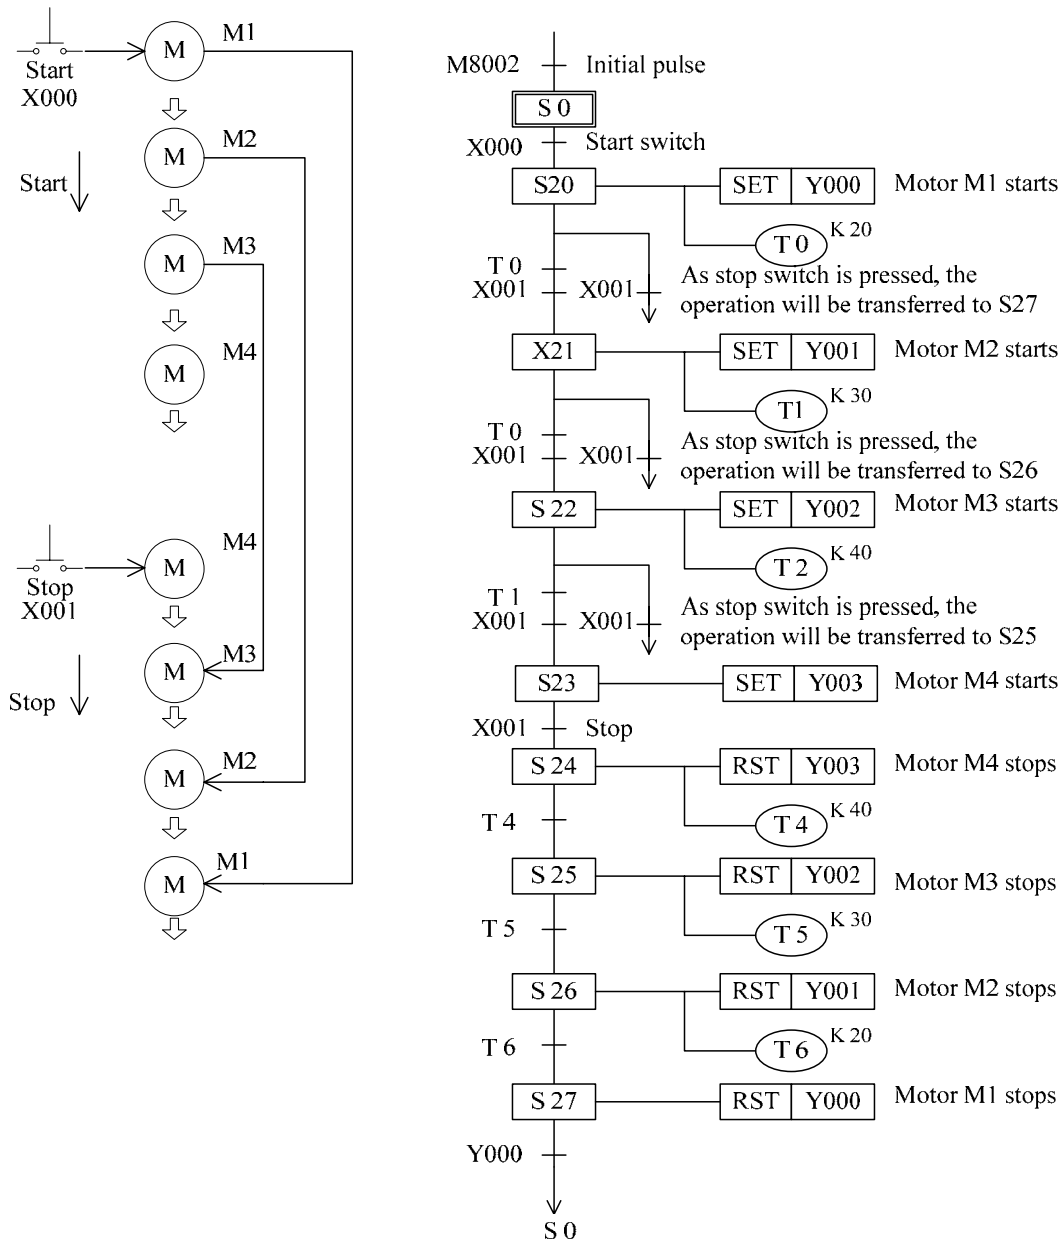 M1
M
Start
X000
M2
M
Start
M3
M
M4
M
M4
M
Stop
X001
M3
M
Stop
M2
M
M1
M
M8002
Initial pulse
S 0
X000
Start switch
S20
SET
Y000
Motor M1 starts
T 0
K 20
T 0
X001
X001
As stop switch is pressed, the
operation will be transferred to S27
X21
SET
Y001
Motor M2 starts
T1
K 30
T 0
X001
X001
As stop switch is pressed, the
operation will be transferred to S26
S 22
SET
Y002
Motor M3 starts
T 2
K 40
T 1
X001
X001
As stop switch is pressed, the
operation will be transferred to S25
S23
SET
Y003
Motor M4 starts
X001
Stop
S 24
RST
Y003
Motor M4 stops
T 4
K 40
T 4
S 25
RST
Y002
Motor M3 stops
T 5
K 30
T 5
S 26
RST
Y001
Motor M2 stops
T 6
K 20
T 6
S 27
RST
Y000
Motor M1 stops
Y000
S 0